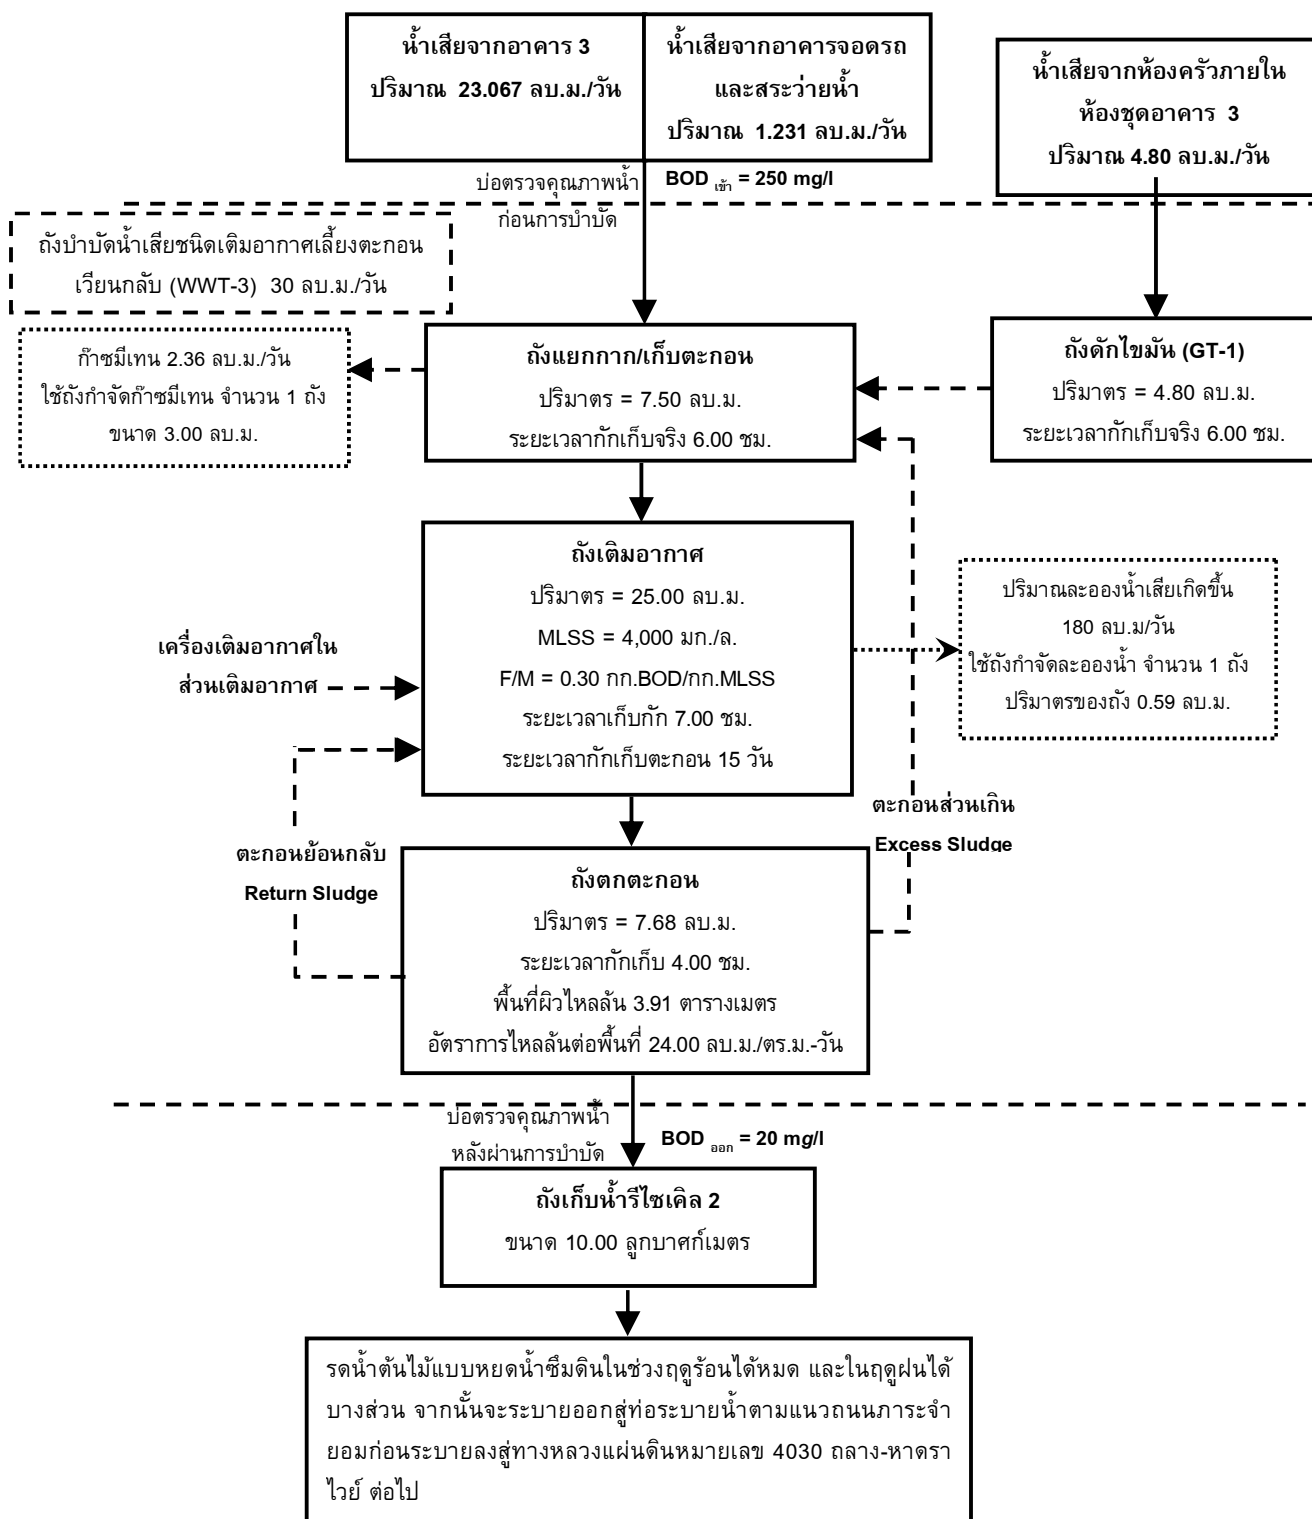 น้ำเสียจากอาคาร 3
ปริมาณ 23.067 ลบ.ม./วัน
น้ำเสียจากอาคารจอดรถ
และสระว่ายน้ำ
ปริมาณ 1.231 ลบ.ม./วัน
น้ำเสียจากห้องครัวภายใน
ห้องชุดอาคาร 3
ปริมาณ 4.80 ลบ.ม./วัน
บ่อตรวจคุณภาพน้ำ
ก่อนการบำบัด
BOD เข้า = 250 mg/l
ถังบำบัดน้ำเสียชนิดเติมอากาศเลี้ยงตะกอน
เวียนกลับ (WWT-3) 30 ลบ.ม./วัน
ก๊าซมีเทน 2.36 ลบ.ม./วัน
ใช้ถังกำจัดก๊าซมีเทน จำนวน 1 ถัง
ขนาด 3.00 ลบ.ม.
ถังแยกกาก/เก็บตะกอน
ปริมาตร = 7.50 ลบ.ม.
ระยะเวลากักเก็บจริง 6.00 ชม.
ถังดักไขมัน (GT-1)
ปริมาตร = 4.80 ลบ.ม.
ระยะเวลากักเก็บจริง 6.00 ชม.
ถังเติมอากาศ
ปริมาตร = 25.00 ลบ.ม.
MLSS = 4,000 มก./ล.
F/M = 0.30 กก.BOD/กก.MLSS
ระยะเวลาเก็บกัก 7.00 ชม.
ระยะเวลากักเก็บตะกอน 15 วัน
เครื่องเติมอากาศใน
ส่วนเติมอากาศ
ปริมาณละอองน้ำเสียเกิดขึ้น
180 ลบ.ม/วัน
ใช้ถังกำจัดละอองน้ำ จำนวน 1 ถัง
ปริมาตรของถัง 0.59 ลบ.ม.
ตะกอนส่วนเกิน
Excess Sludge
ตะกอนย้อนกลับ
Return Sludge
ถังตกตะกอน
ปริมาตร = 7.68 ลบ.ม.
ระยะเวลากักเก็บ 4.00 ชม.
พื้นที่ผิวไหลล้น 3.91 ตารางเมตร
อัตราการไหลล้นต่อพื้นที่ 24.00 ลบ.ม./ตร.ม.-วัน
บ่อตรวจคุณภาพน้ำ
หลังผ่านการบำบัด
BOD ออก = 20 mg/l
ถังเก็บน้ำรีไซเคิล 2
ขนาด 10.00 ลูกบาศก์เมตร
รดน้ำต้นไม้แบบหยดน้ำซึมดินในช่วงฤดูร้อนได้หมด และในฤดูฝนได้
บางส่วน จากนั้นจะระบายออกสู่ท่อระบายน้ำตามแนวถนนภาระจำ
ยอมก่อนระบายลงสู่ทางหลวงแผ่นดินหมายเลข 4030 ถลาง-หาดรา
ไวย์ ต่อไป